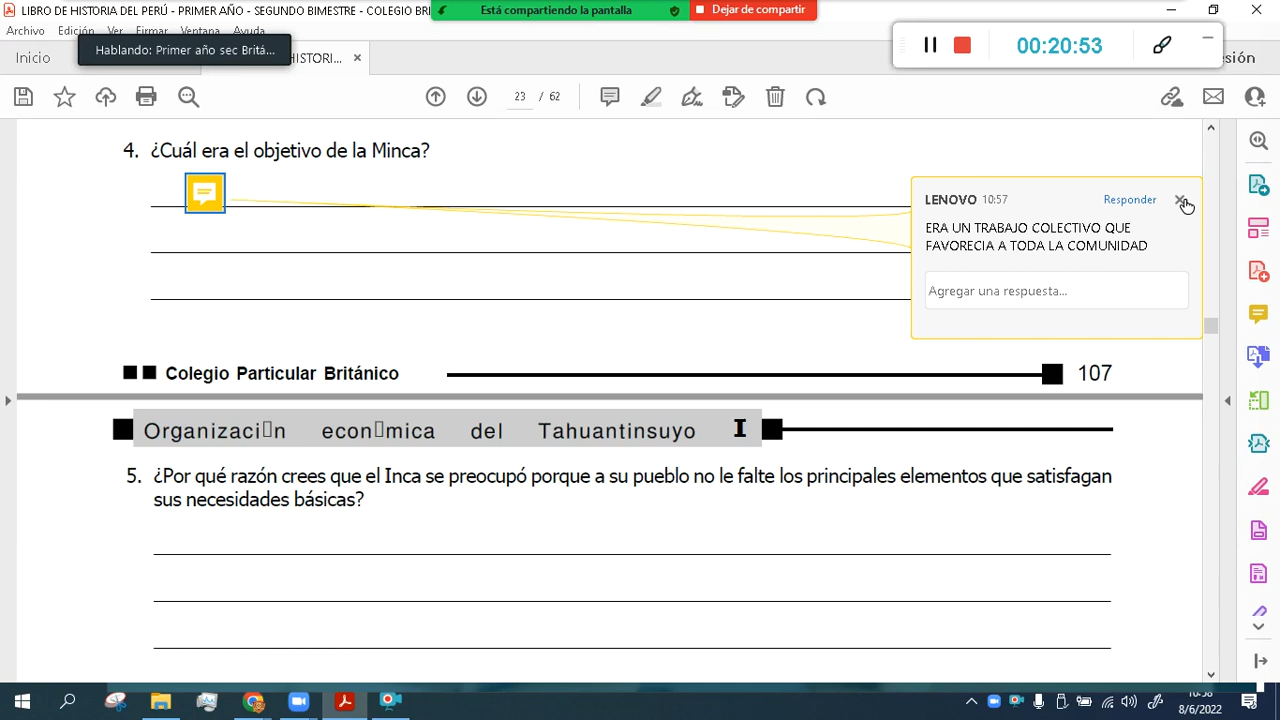 LIBRO DE HISTORIA DEL PERÚ - PRIMER AÑO - SEGUNDO BIMESTRE - COLEGIO BRI
Está compartiendo la pantalla
Dejar de compartir
Archivo Edición Ver Firmar Ventana Ayuda
Hablando: Primer año sec Britá...
00:20:53
Inicio
HISTORI... ×
esión
23 / 62
4. ¿Cuál era el objetivo de la Minca?
LENOVO 10:57 Responder
ERA UN TRABAJO COLECTIVO QUE
FAVORECIA A TODA LA COMUNIDAD
Agregar una respuesta...
Colegio Particular Británico 107
Organizaci▯n econ▯mica del Tahuantinsuyo
5. ¿Por qué razón crees que el Inca se preocupó porque a su pueblo no le falte los principales elementos que satisfagan
sus necesidades básicas?
10:58
8/6/2022